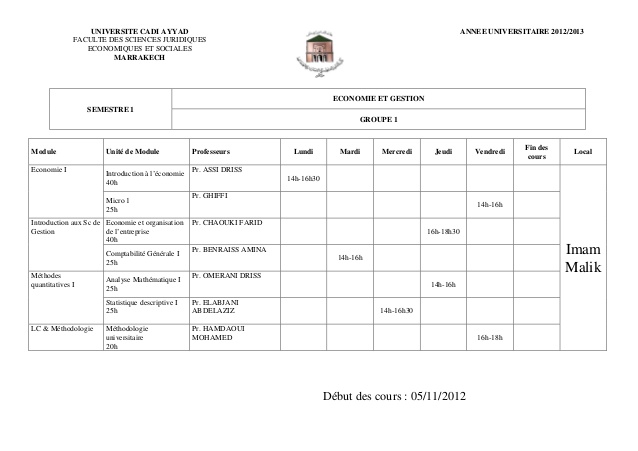 UNIVERSITE CADI AYYAD
FACULTE DES SCIENCES JURIDIQUES
ECONOMIQUES ET SOCIALES
MARRAKECH
ANNEE UNIVERSITAIRE 2012/2013
SEMESTRE 1
ECONOMIE ET GESTION
GROUPE 1
Module Unité de Module Professeurs Lundi Mardi Mercredi Jeudi Vendredi Fin des cours Local
Economie I
Introduction à l'économie
40h
Pr. ASSI DRISS
14h-16h30
Micro 1
25h
Pr. GHIFFI
14h-16h
Introduction aux Sc de
Gestion
Economie et organisation
de l'entreprise
40h
Pr. CHAOUKI FARID
16h-18h30
Comptabilité Générale I
25h
Pr. BENRAISS AMINA
14h-16h
Méthodes
quantitatives I
Analyse Mathématique I
25h
Pr. OMERANI DRISS
14h-16h
Statistique descriptive I
25h
Pr. ELABJANI
ABDELAZIZ
14h-16h30
LC & Méthodologie
Méthodologie
universitaire
20h
Pr. HAMDAOUI
MOHAMED
16h-18h
Imam
Malik
Début des cours : 05/11/2012